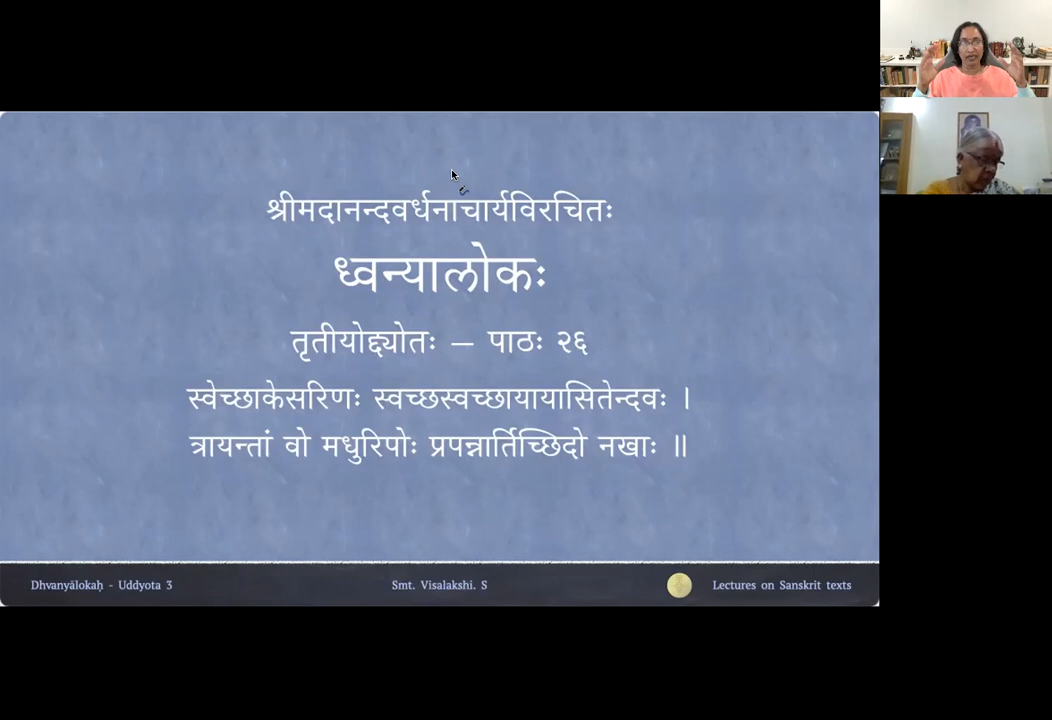 श्रीमदानन्दवर्धनाचार्यविरचितः
ध्वन्यालोकः
तृतीयोद्द्योतः – पाठः २६
स्वेच्छाकेसरिणः स्वच्छस्वच्छायायासितेन्दवः ।
त्रायन्तां वो मधुरिपोः प्रपन्नार्तिच्छिदो नखाः ॥
Dhvanyālokaḥ - Uddyota 3
Smt. Visalakshi. S
Lectures on Sanskrit texts